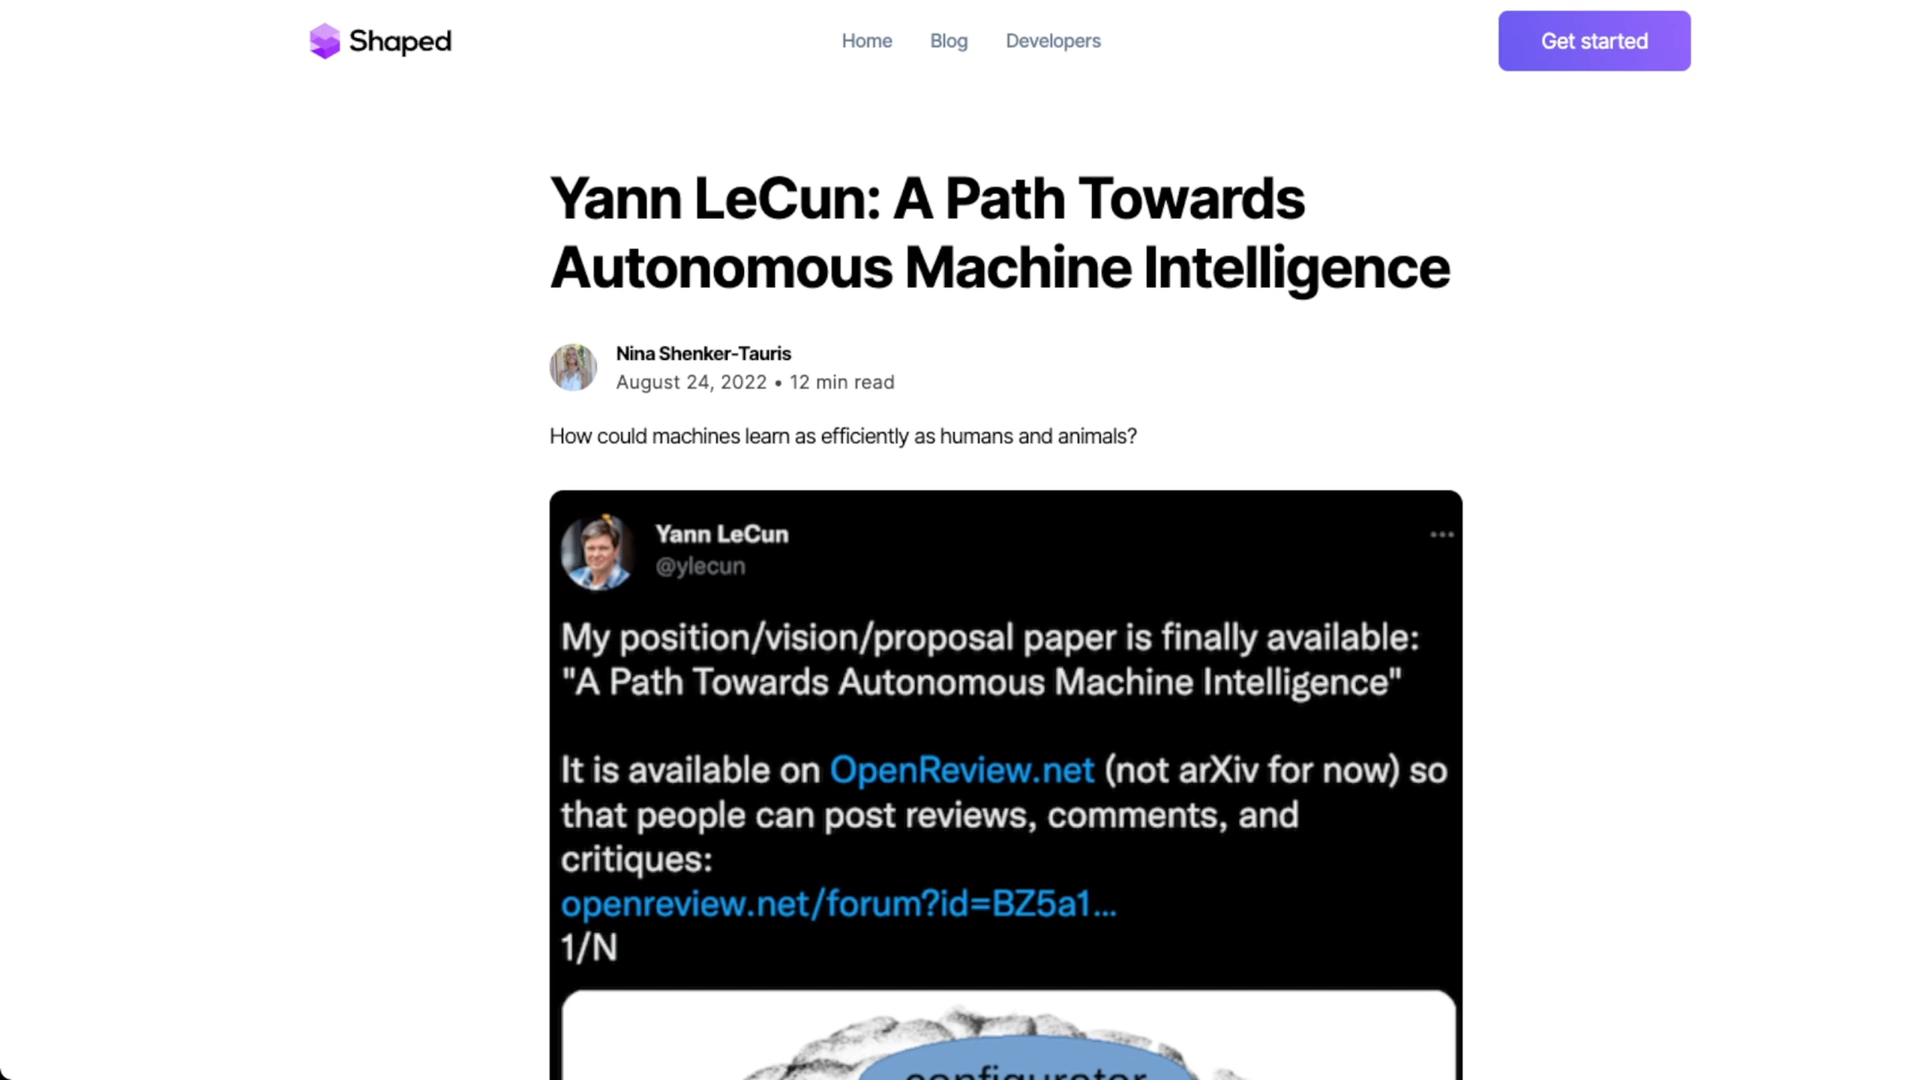 Shaped
Home
Blog
Developers
Get started
Yann LeCun: A Path Towards
Autonomous Machine Intelligence
Nina Shenker-Tauris
August 24, 2022 • 12 min read
How could machines learn as efficiently as humans and animals?
Yann LeCun
@ylecun
My position/vision/proposal paper is finally available:
"A Path Towards Autonomous Machine Intelligence"
It is available on OpenReview.net (not arXiv for now) so
that people can post reviews, comments, and
critiques:
openreview.net/forum?id=BZ5a1...
1/N
configurator